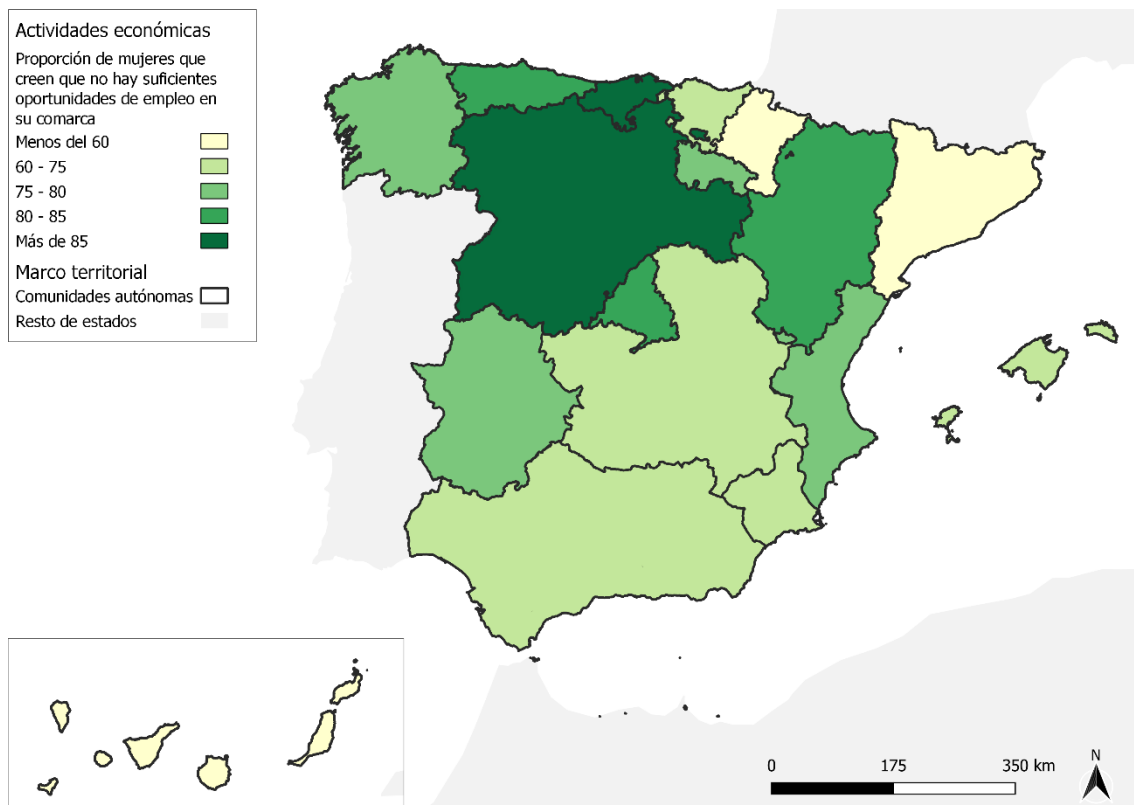 Actividades económicas
Proporción de mujeres que
creen que no hay suficientes
oportunidades de empleo en
su comarca
Menos del 60
60 - 75
75 - 80
80 - 85
Más de 85
Marco territorial
Comunidades autónomas
Resto de estados
0 175 350 km
N